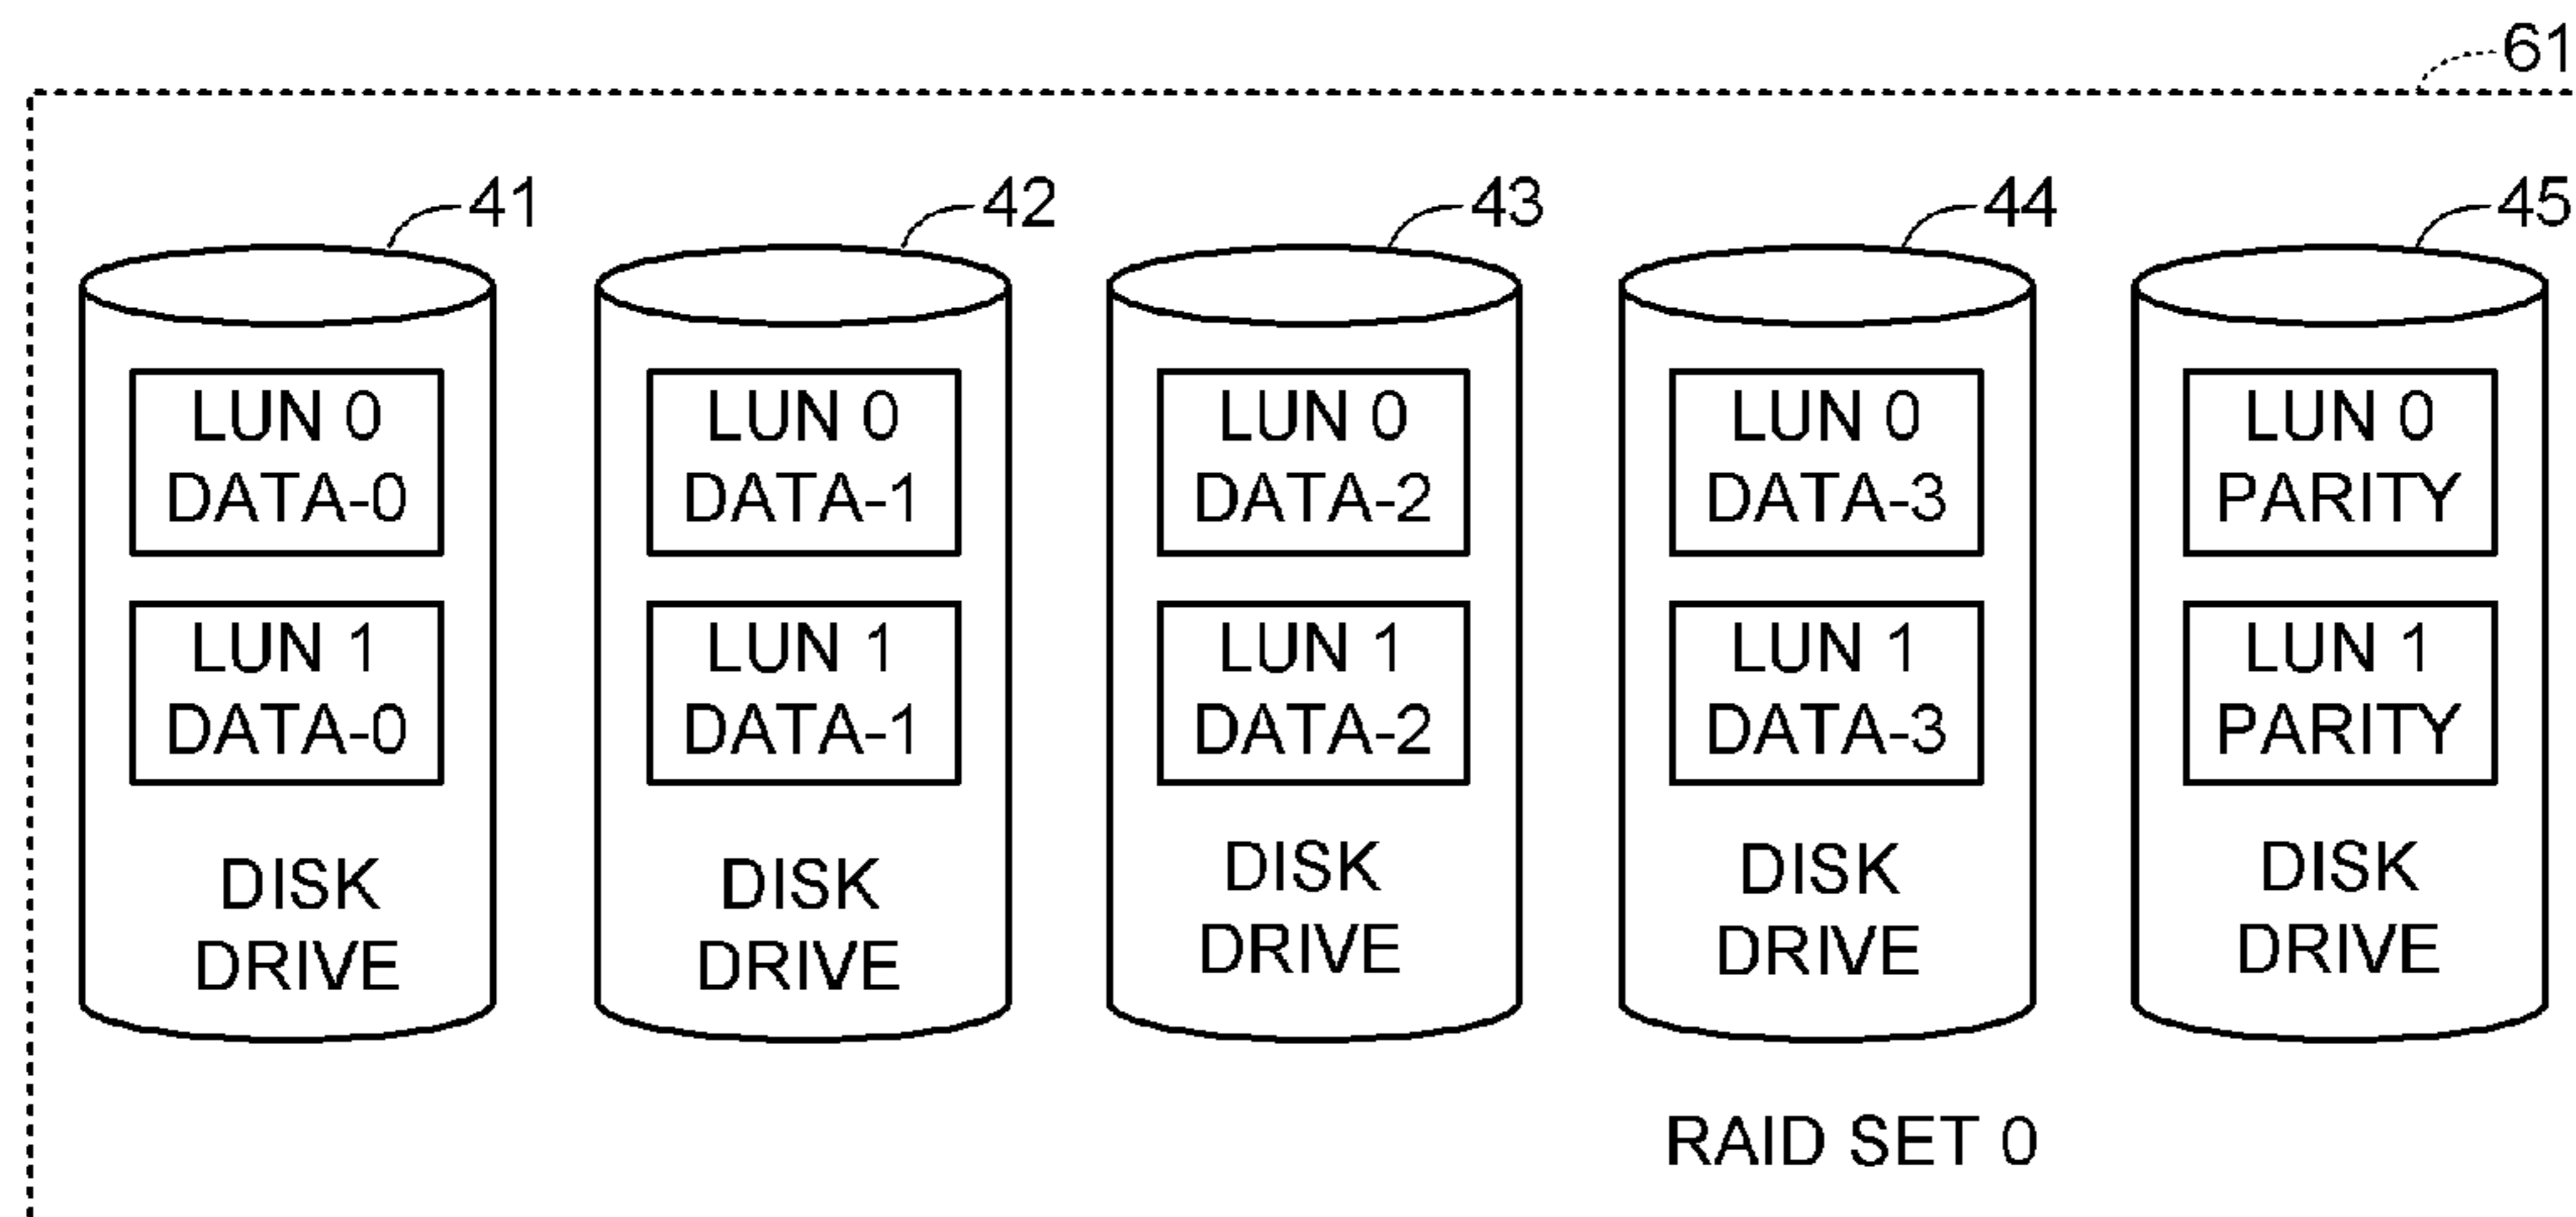 61
41
42
43
44
45
LUN 0
DATA-0
LUN 1
DATA-0
DISK
DRIVE
LUN 0
DATA-1
LUN 1
DATA-1
DISK
DRIVE
LUN 0
DATA-2
LUN 1
DATA-2
DISK
DRIVE
LUN 0
DATA-3
LUN 1
DATA-3
DISK
DRIVE
LUN 0
PARITY
LUN 1
PARITY
DISK
DRIVE
RAID SET 0